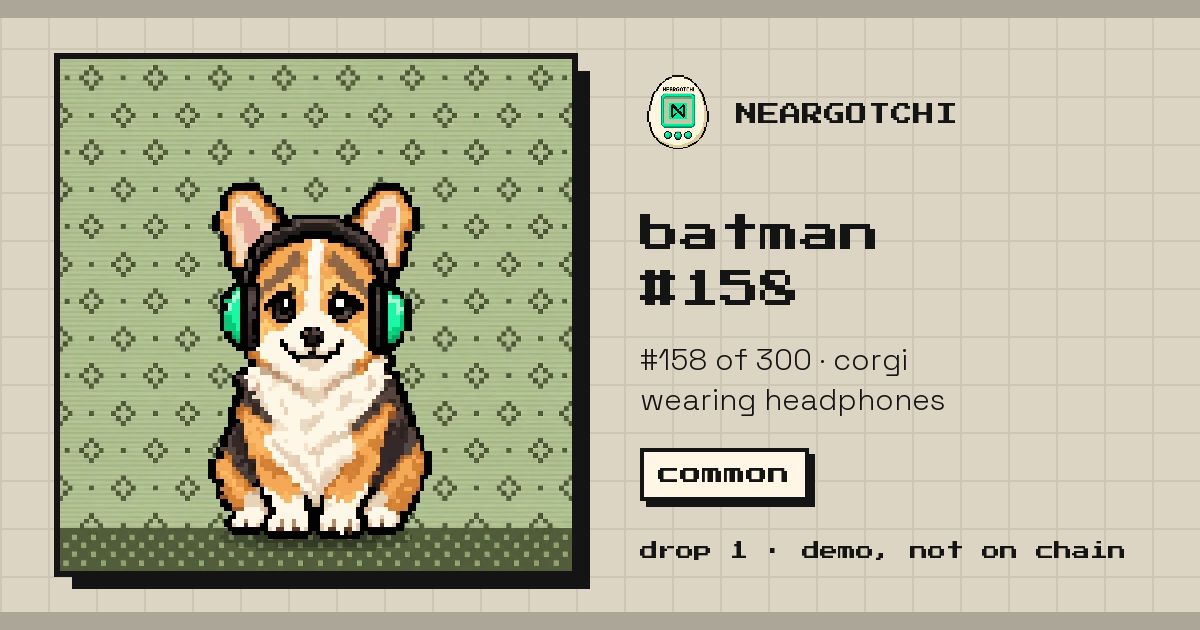 NEARGOTCHI
NEARGOTCHI
batman
#158
#158 of 300 · corgi
wearing headphones
common
drop 1 · demo, not on chain